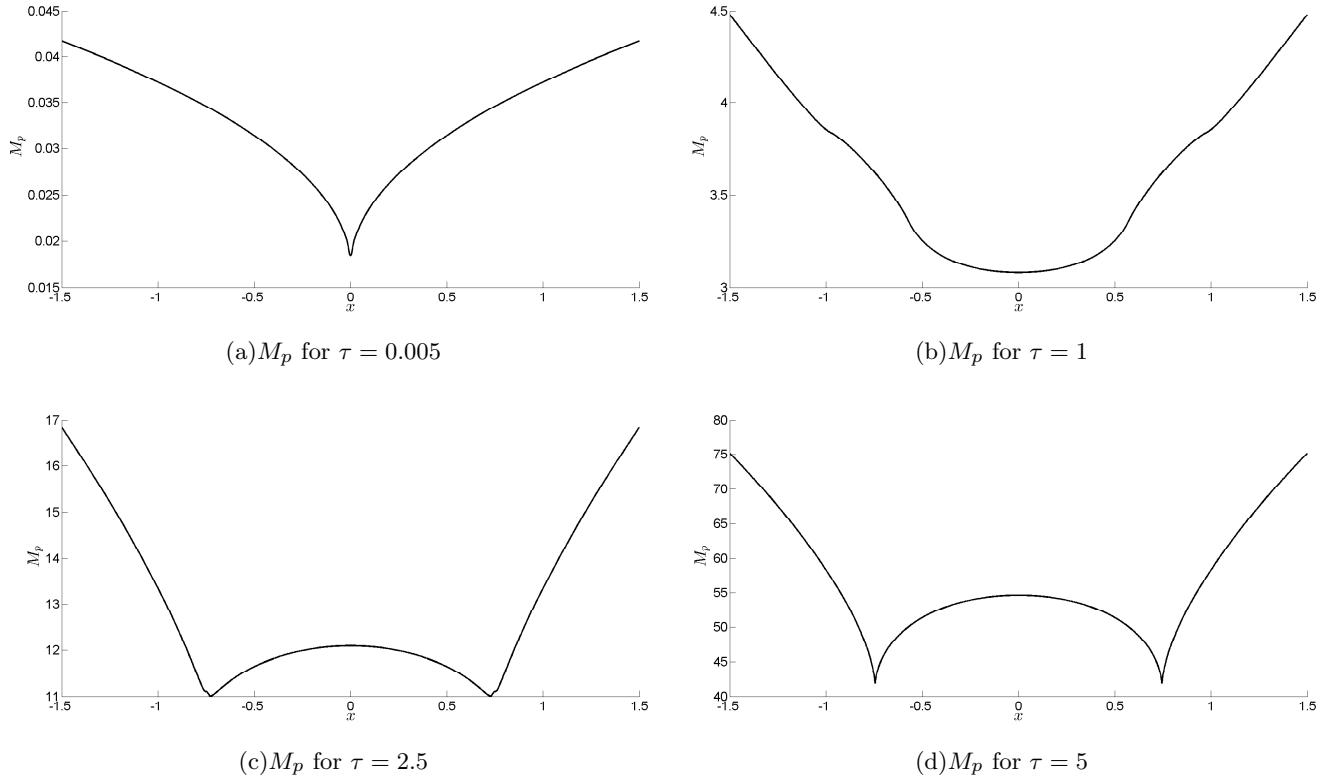 0.045
0.04
0.035
0.03
0.025
0.02
0.015
M_p
-1.5 -1 -0.5 0 0.5 1 1.5
x
(a)M_p for τ = 0.005
4.5
4
3.5
3
M_p
-1.5 -1 -0.5 0 0.5 1 1.5
x
(b)M_p for τ = 1
17
16
15
14
13
12
11
M_p
-1.5 -1 -0.5 0 0.5 1 1.5
x
(c)M_p for τ = 2.5
80
75
70
65
60
55
50
45
40
M_p
-1.5 -1 -0.5 0 0.5 1 1.5
x
(d)M_p for τ = 5